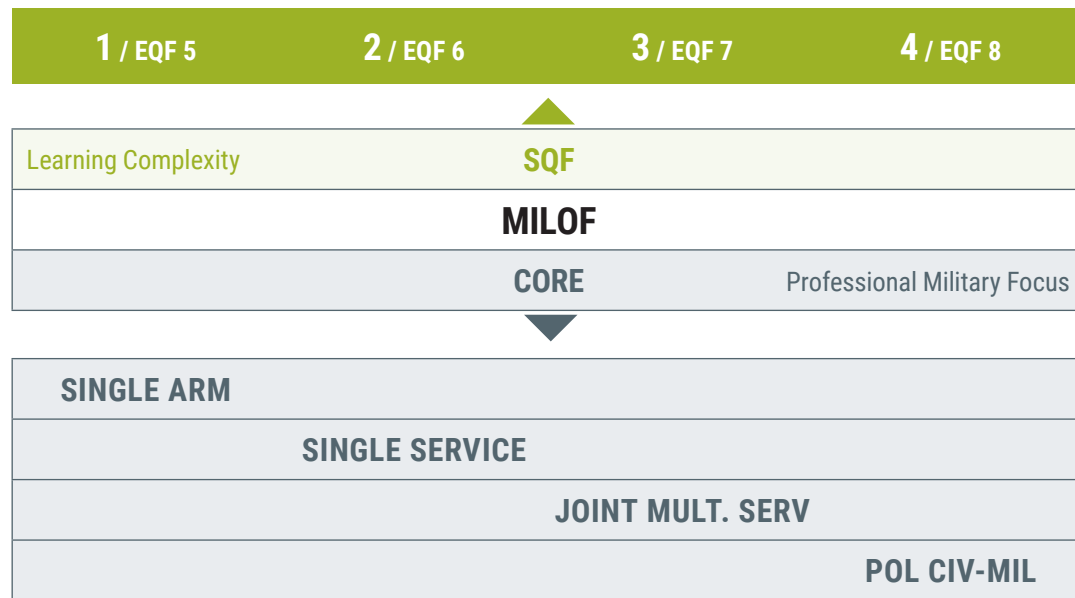 1 / EQF 5 2 / EQF 6 3 / EQF 7 4 / EQF 8
Learning Complexity SQF
MILOF
CORE Professional Military Focus
SINGLE ARM
SINGLE SERVICE
JOINT MULT. SERV
POL CIV-MIL